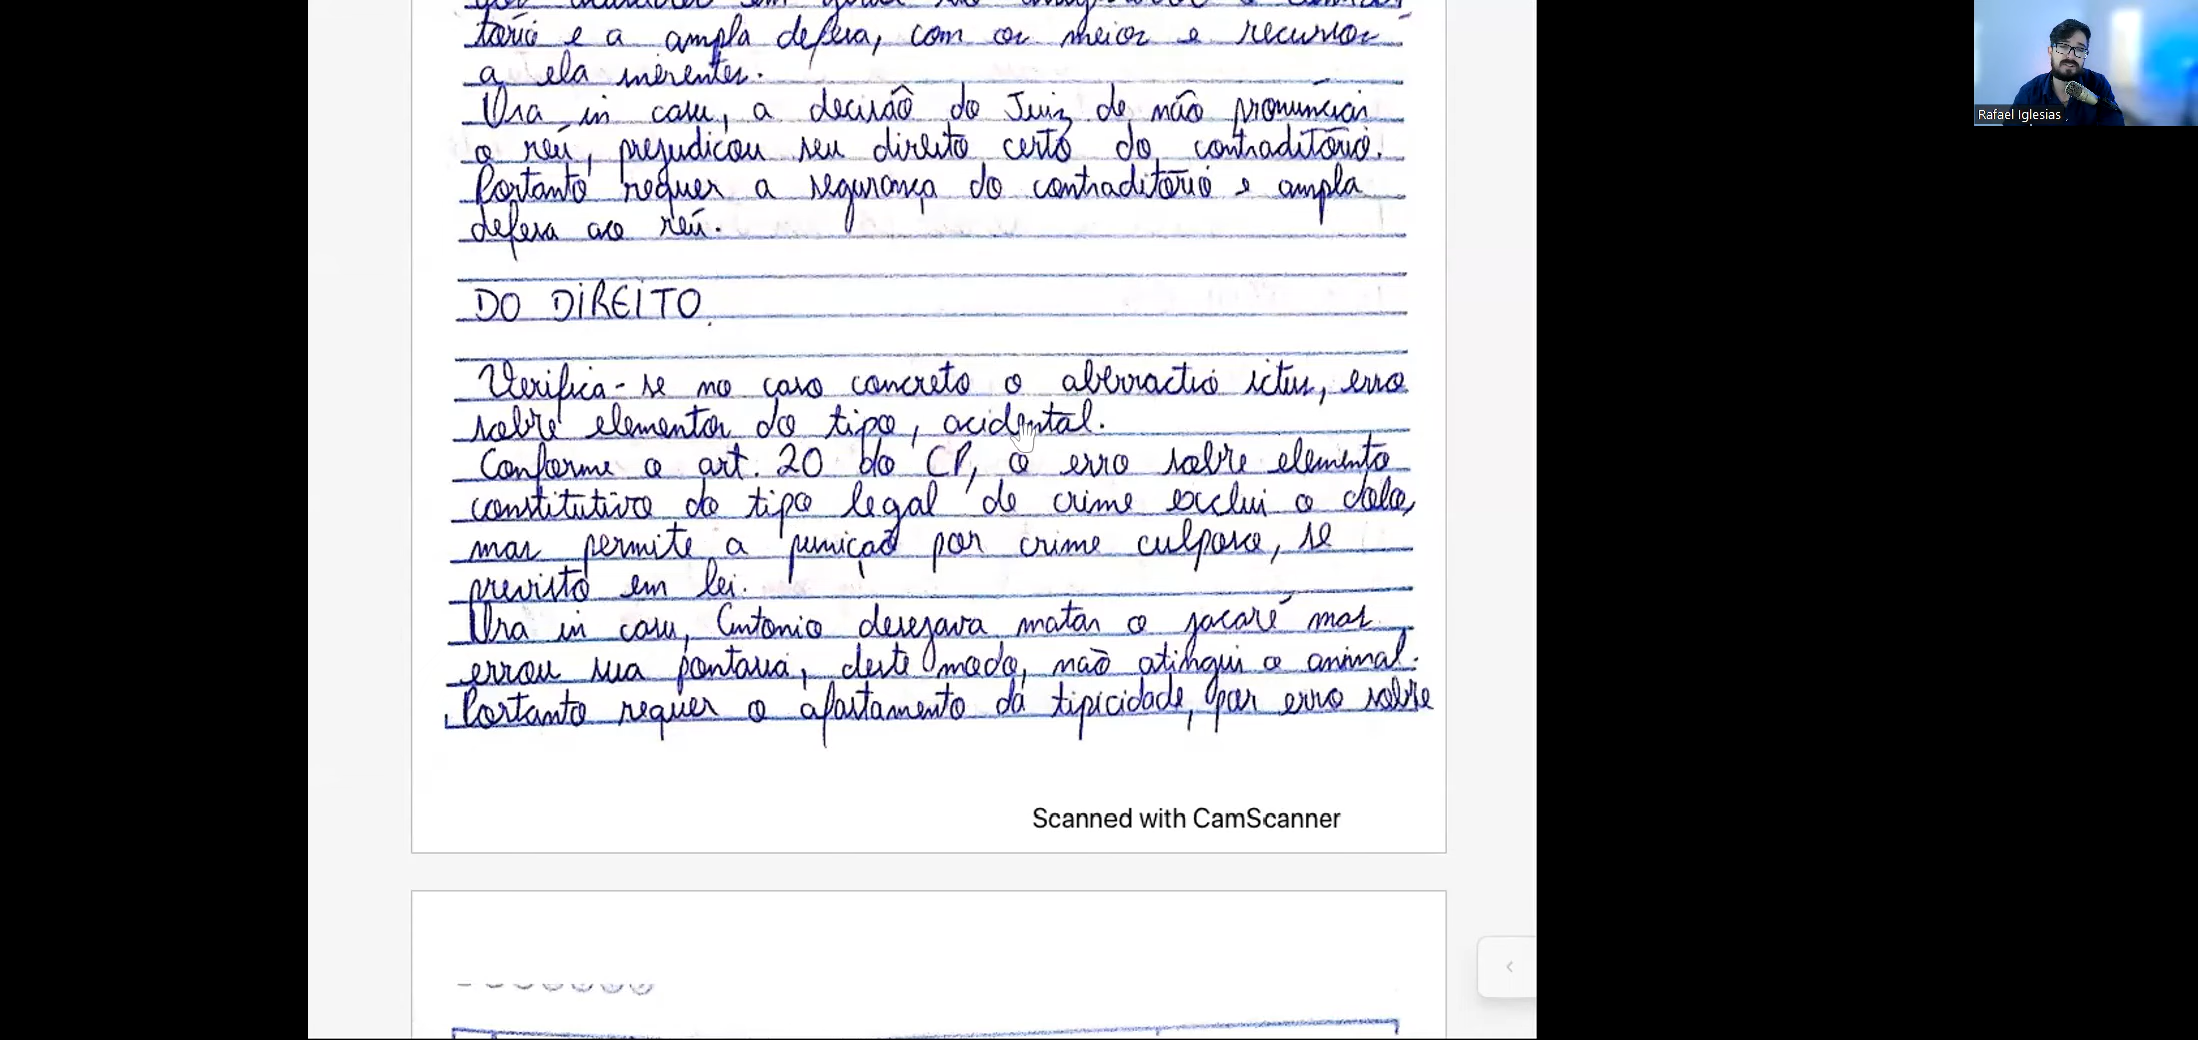 tório e a ampla defesa, com os meios e recursos
a ela inerentes.
Ora in casu, a decisão do Juiz de não pronúnciar
o réu, prejudicou seu direito certo do contraditório.
Portanto requer a segurança do contraditório e ampla
defesa ao réu.
DO DIREITO.
Verifica-se no caso concreto o aberractio ictus, erro
sobre elementos do tipo, acidental.
Conforme o art. 20 do CP, o erro sobre elemento
constitutivo do tipo legal de crime exclui o dolo,
mas permite a punição por crime culposo, se
previsto em lei.
Ora in casu, Antonio desejava matar o jacaré mas
errou sua pontaria, deste modo, não atinguiu o animal.
Portanto requer o afastamento da tipicidade, por erro sobre
Scanned with CamScanner
Rafael Iglesias